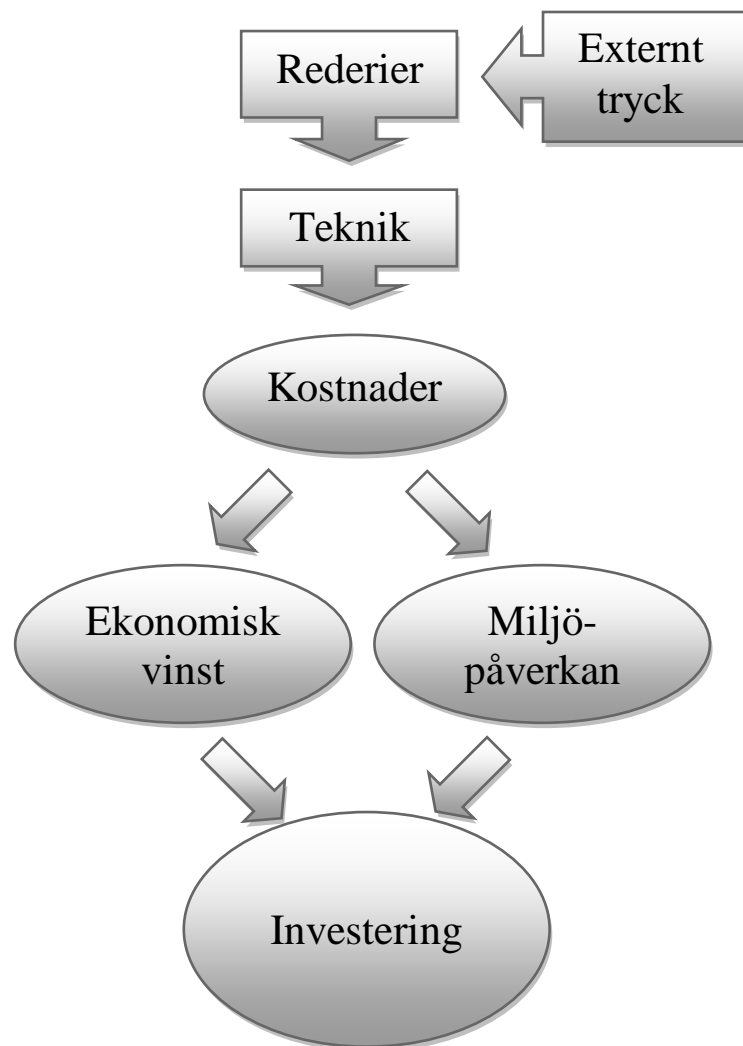 Rederier
Externt
tryck
Teknik
Kostnader
Ekonomisk
vinst
Miljö-
påverkan
Investering